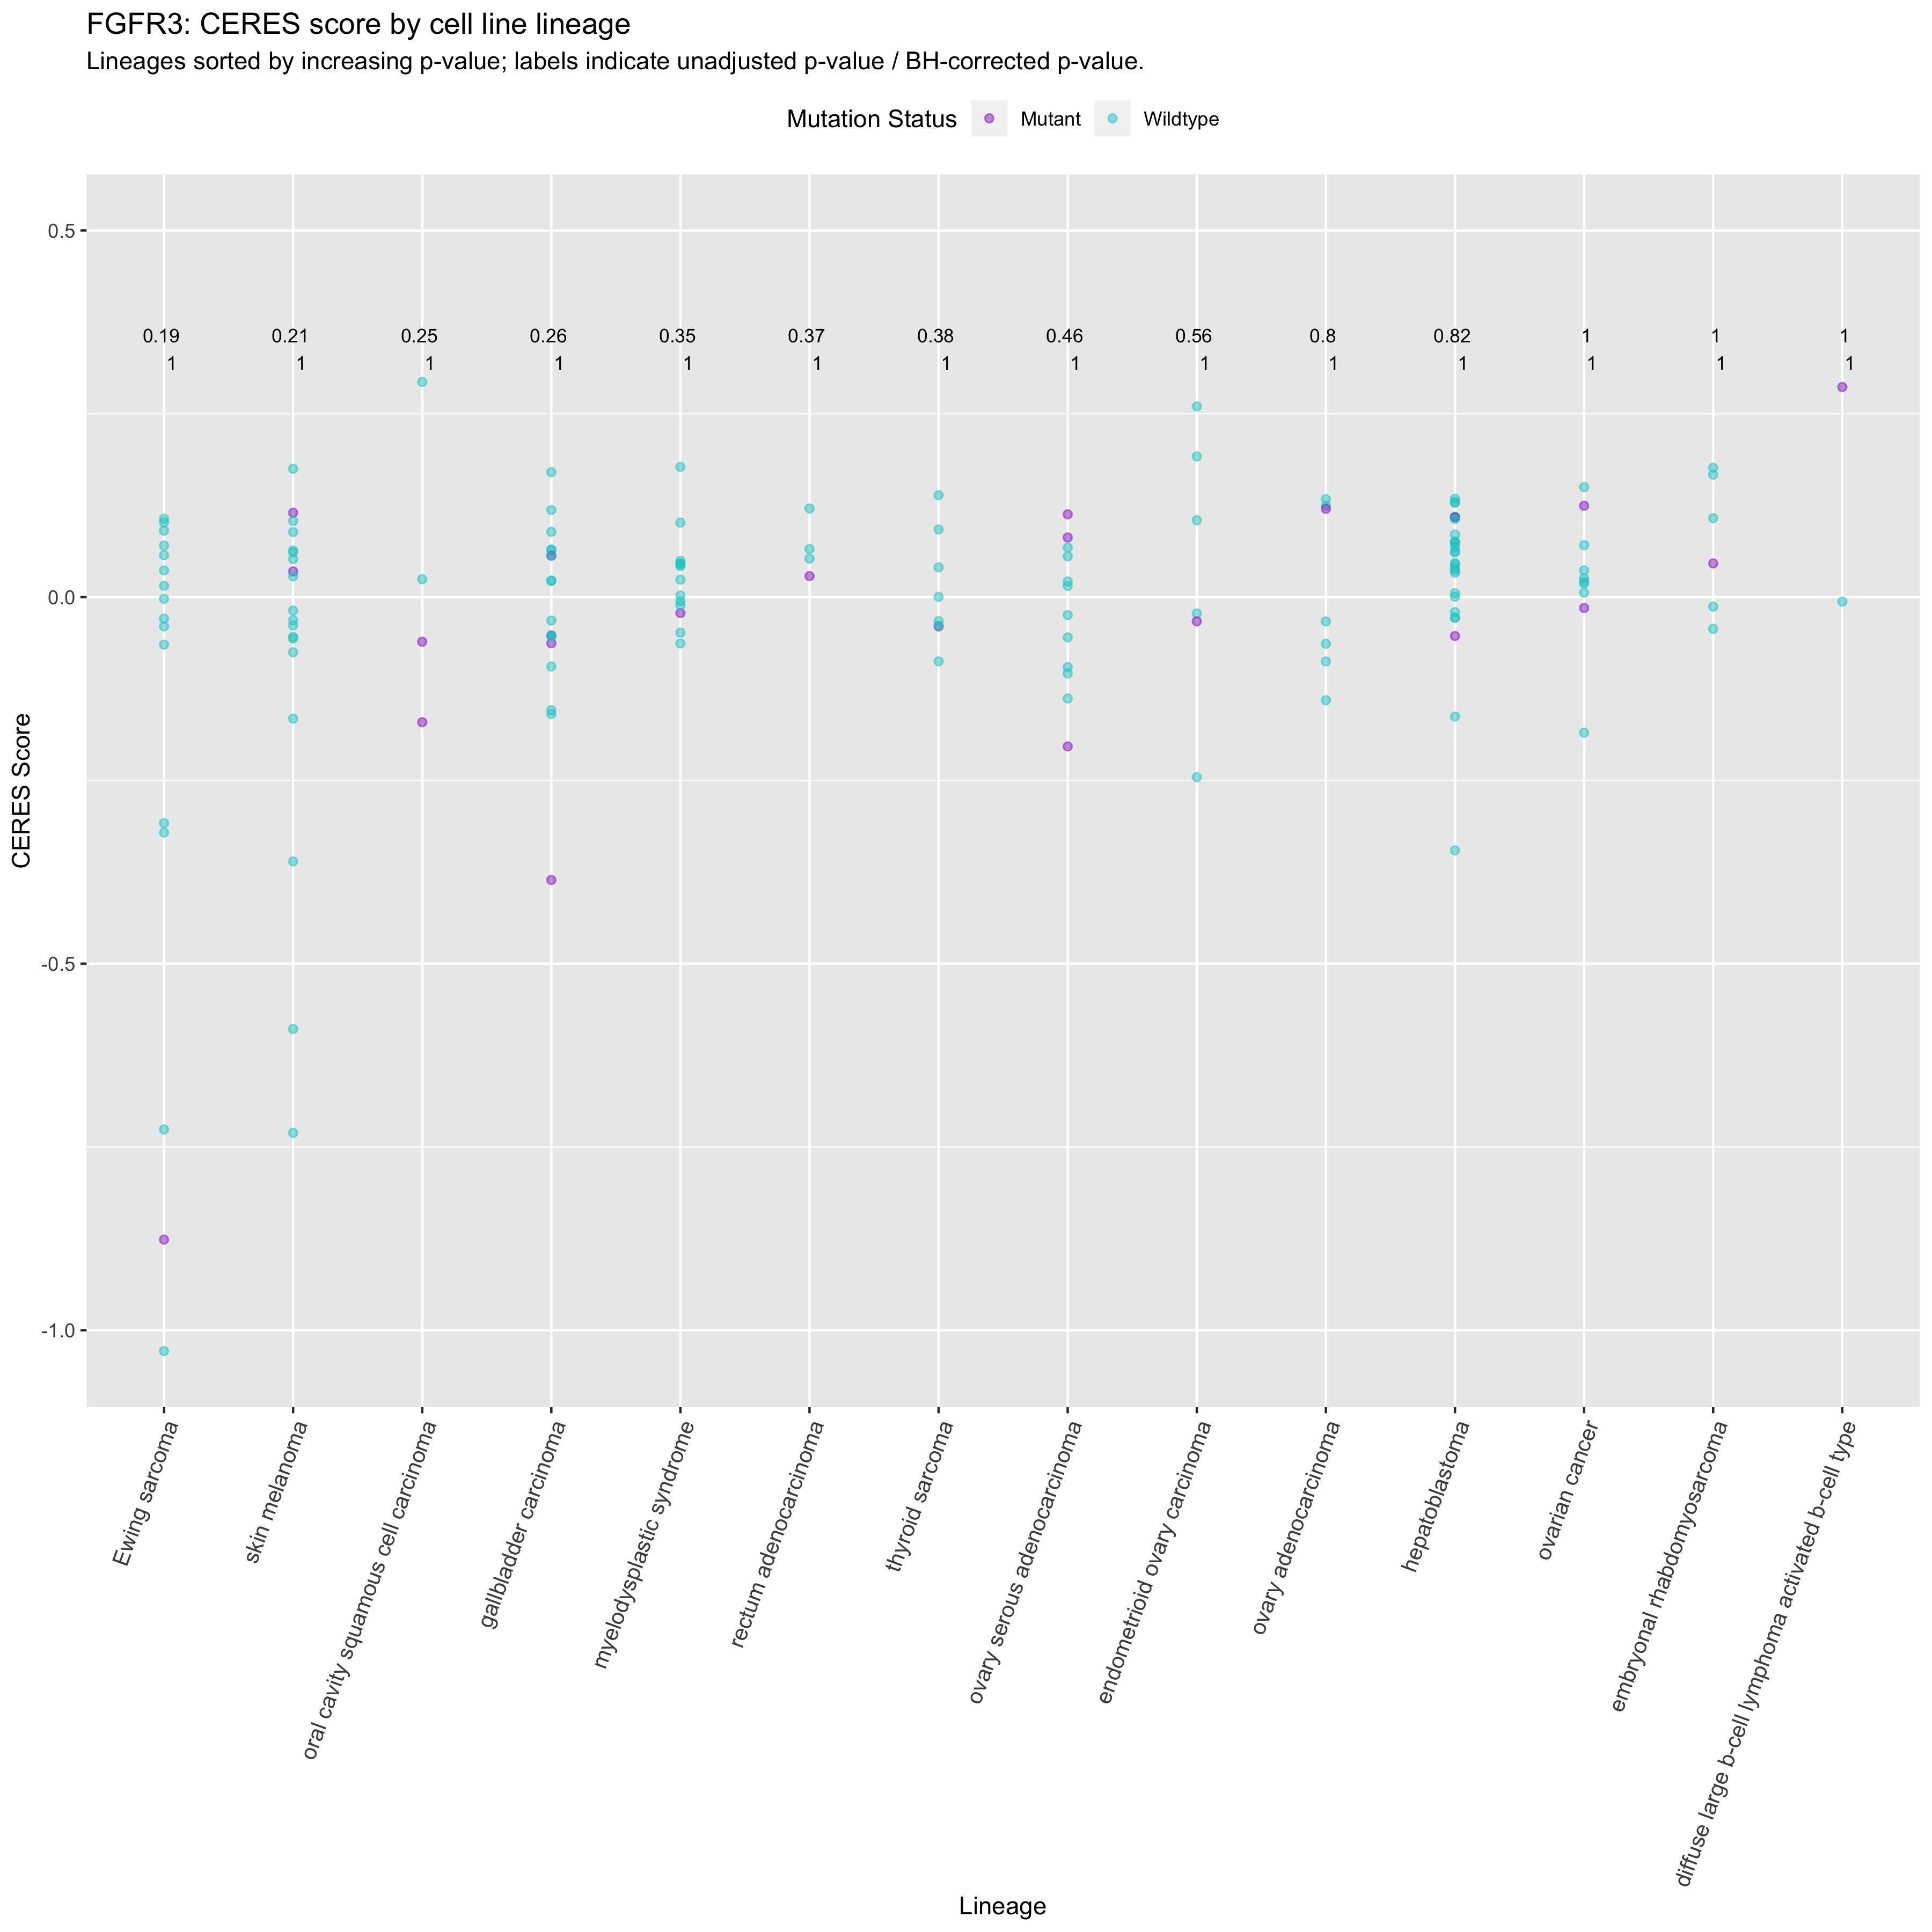 FGFR3: CERES score by cell line lineage
Lineages sorted by increasing p-value; labels indicate unadjusted p-value / BH-corrected p-value.
Mutation Status Mutant Wildtype
0.5
0.19 0.21 0.25 0.26 0.35 0.37 0.38 0.46 0.56 0.8 0.82 1 1 1
1 1 1 1 1 1 1 1 1 1 1 1 1 1
0.0
-0.5
-1.0
CERES Score
Ewing sarcoma
skin melanoma
oral cavity squamous cell carcinoma
gallbladder carcinoma
myelodysplastic syndrome
rectum adenocarcinoma
thyroid sarcoma
ovary serous adenocarcinoma
endometrioid ovary carcinoma
ovary adenocarcinoma
hepatoblastoma
ovarian cancer
embryonal rhabdomyosarcoma
diffuse large b-cell lymphoma activated b-cell type
Lineage